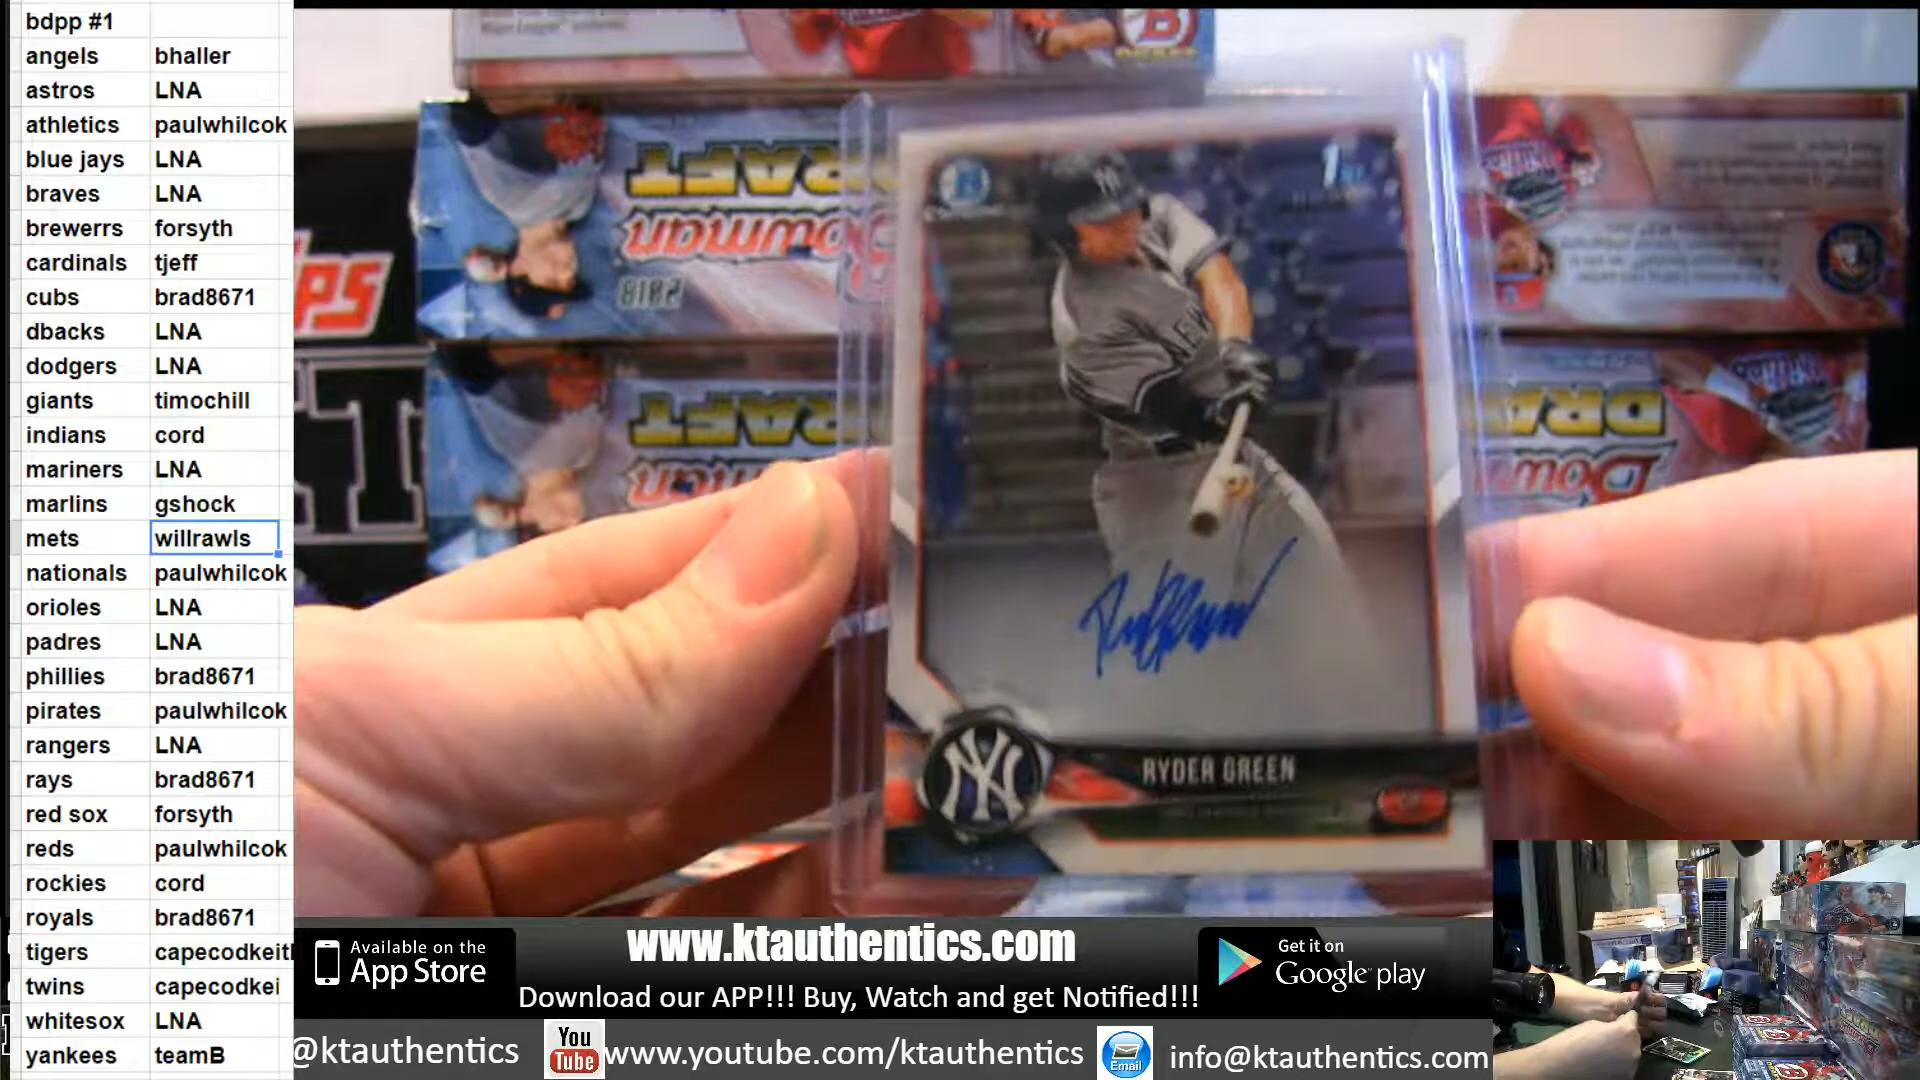 bdpp #1
angels bhaller
astros LNA
athletics paulwhilcok
blue jays LNA
braves LNA
brewerrs forsyth
cardinals tjeff
cubs brad8671
dbacks LNA
dodgers LNA
giants timochill
indians cord
mariners LNA
marlins gshock
mets willrawls
nationals paulwhilcok
orioles LNA
padres LNA
phillies brad8671
pirates paulwhilcok
rangers LNA
rays brad8671
red sox forsyth
reds paulwhilcok
rockies cord
royals brad8671
tigers capecodkeitl
twins capecodkei
whitesox LNA
yankees teamB
DRAFT
Bowman
2018
DRAFT
1st
NY
RYDER GREEN
www.ktauthentics.com
Download our APP!!! Buy, Watch and get Notified!!!
Available on the
App Store
Get it on
Google play
@ktauthentics
You
Tube
www.youtube.com/ktauthentics
Email
info@ktauthentics.com